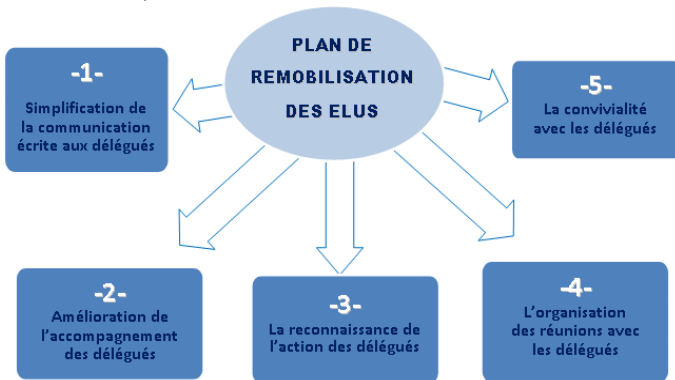 PLAN DE
REMOBILISATION
DES ELUS
-1-
Simplification de
la communication
écrite aux délégués
-2-
Amélioration de
l'accompagnement
des délégués
-3-
La reconnaissance de
l'action des délégués
-4-
L'organisation
des réunions avec
les délégués
-5-
La convivialité
avec les délégués